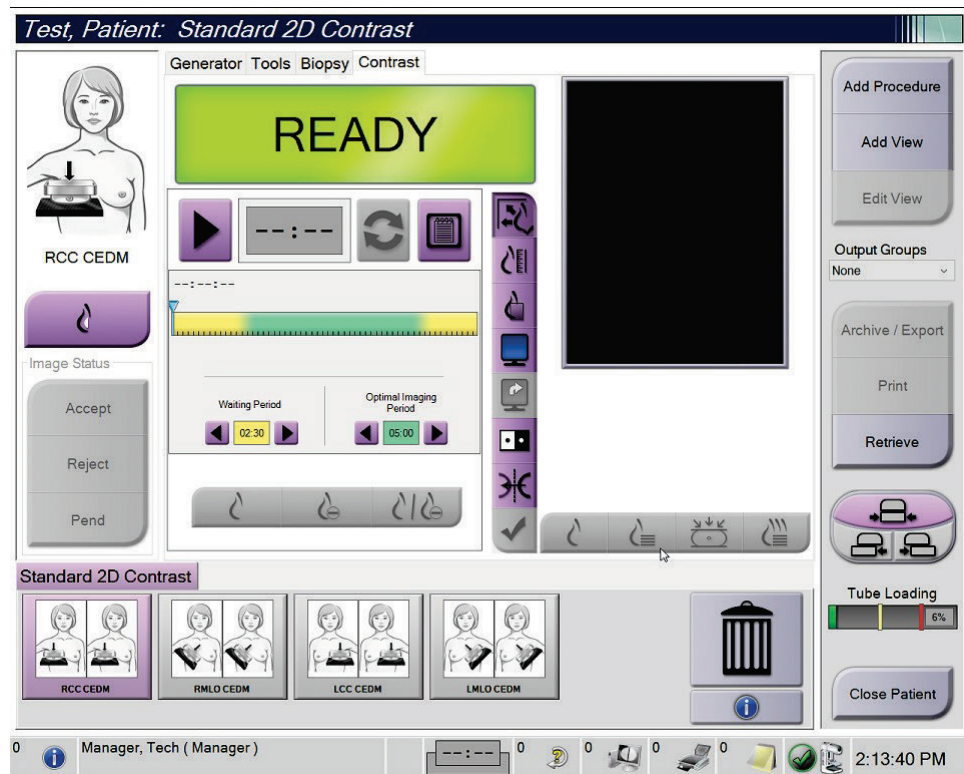 Test, Patient: Standard 2D Contrast
Generator Tools Biopsy Contrast
READY
RCC CEDM
--:--
--:--:--
Image Status
Accept
Reject
Pend
Waiting Period
02:30
Optimal Imaging
Period
05:00
Add Procedure
Add View
Edit View
Output Groups
None
Archive / Export
Print
Retrieve
Tube Loading
6%
Close Patient
Standard 2D Contrast
RCC CEDM
RMLO CEDM
LCC CEDM
LMLO CEDM
0 Manager, Tech ( Manager ) --:-- 0 0 0 0 2:13:40 PM